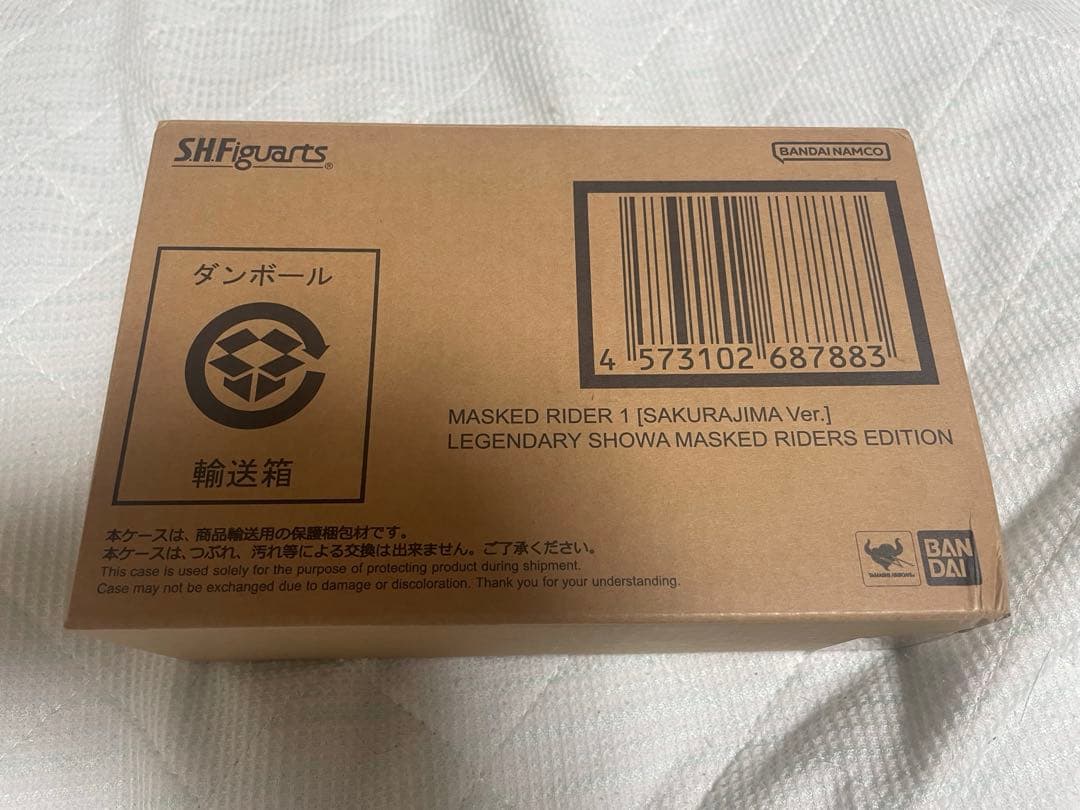 S.H.Figuarts®
BANDAI NAMCO
ダンボール
輸送箱
4 573102 687883
MASKED RIDER 1 [SAKURAJIMA Ver.]
LEGENDARY SHOWA MASKED RIDERS EDITION
本ケースは、商品輸送用の保護梱包材です。
本ケースは、つぶれ、汚れ等による交換は出来ません。ご了承ください。
This case is used solely for the purpose of protecting product during shipment.
Case may not be exchanged due to damage or discoloration. Thank you for your understanding.
TAMASHII NATIONS
BAN
DAI